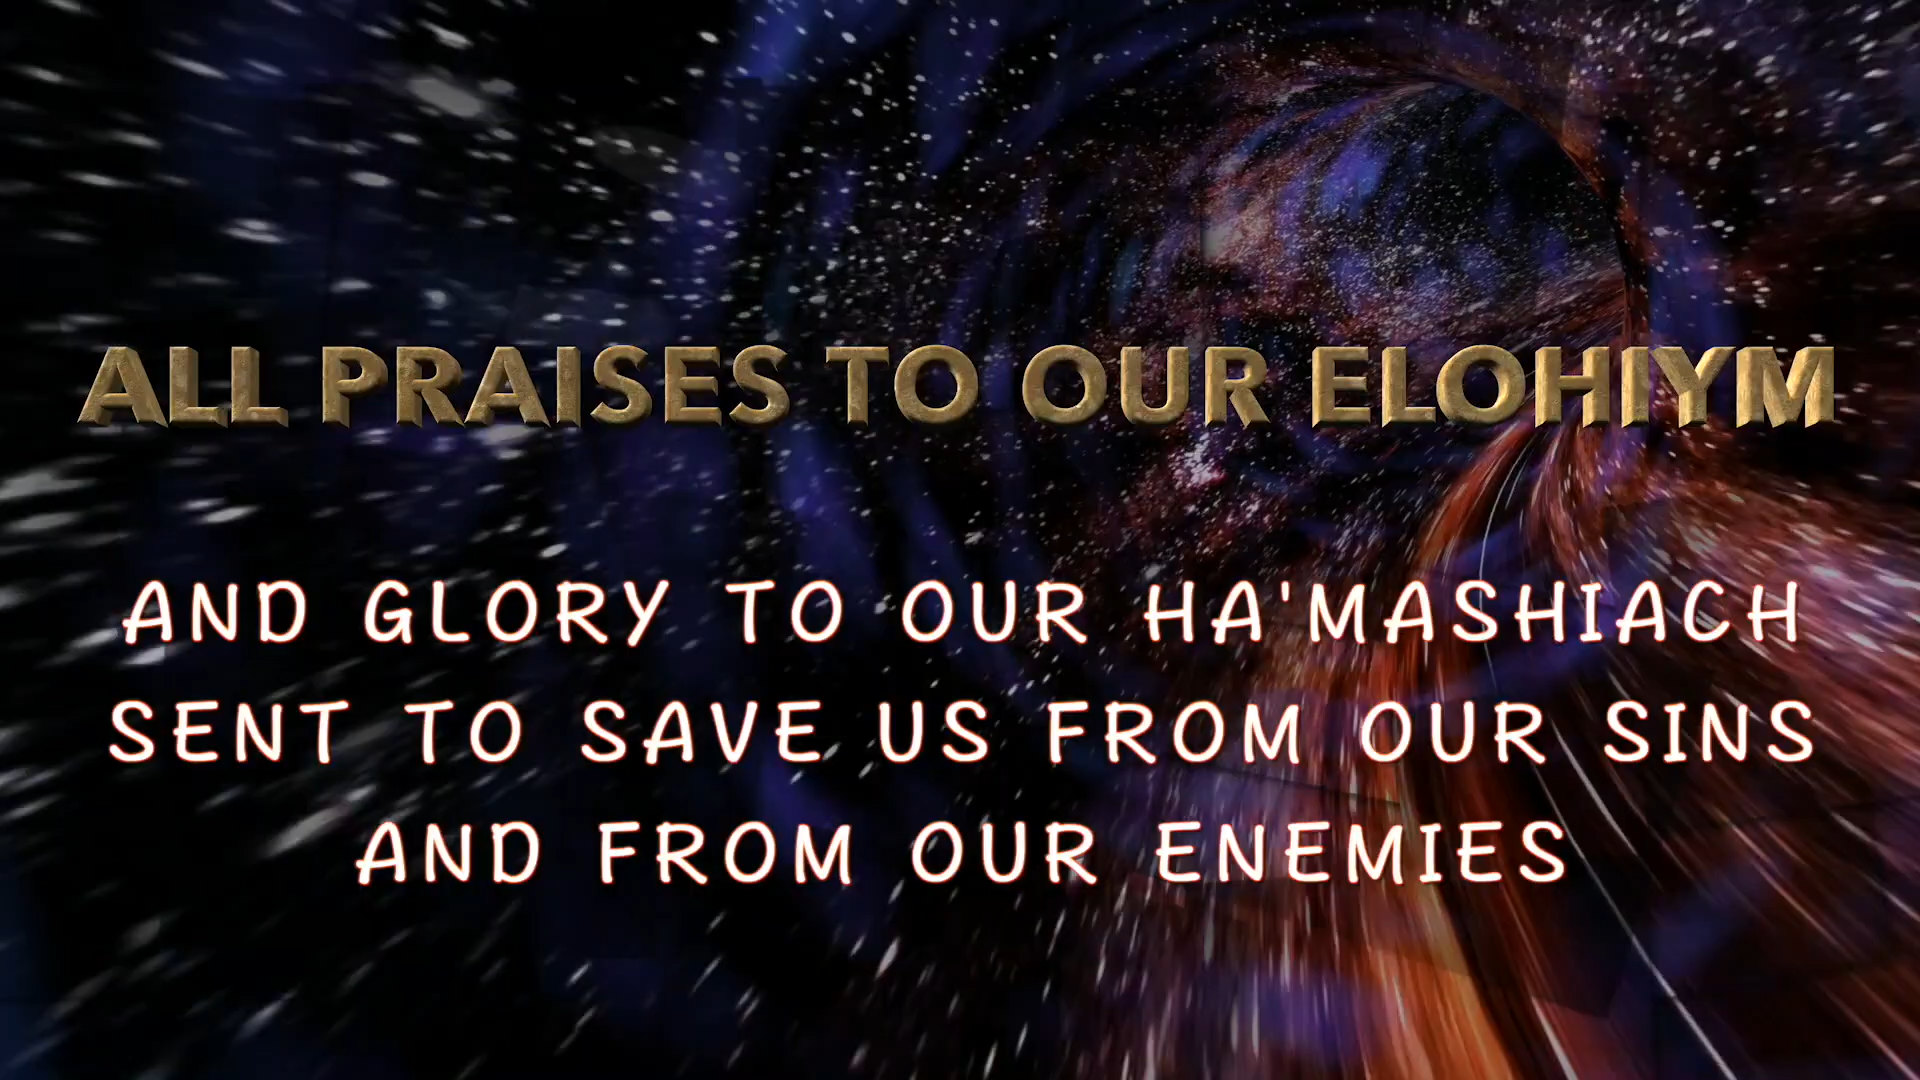 ALL PRAISES TO OUR ELOHIYM
AND GLORY TO OUR HA'MASHIACH
SENT TO SAVE US FROM OUR SINS
AND FROM OUR ENEMIES